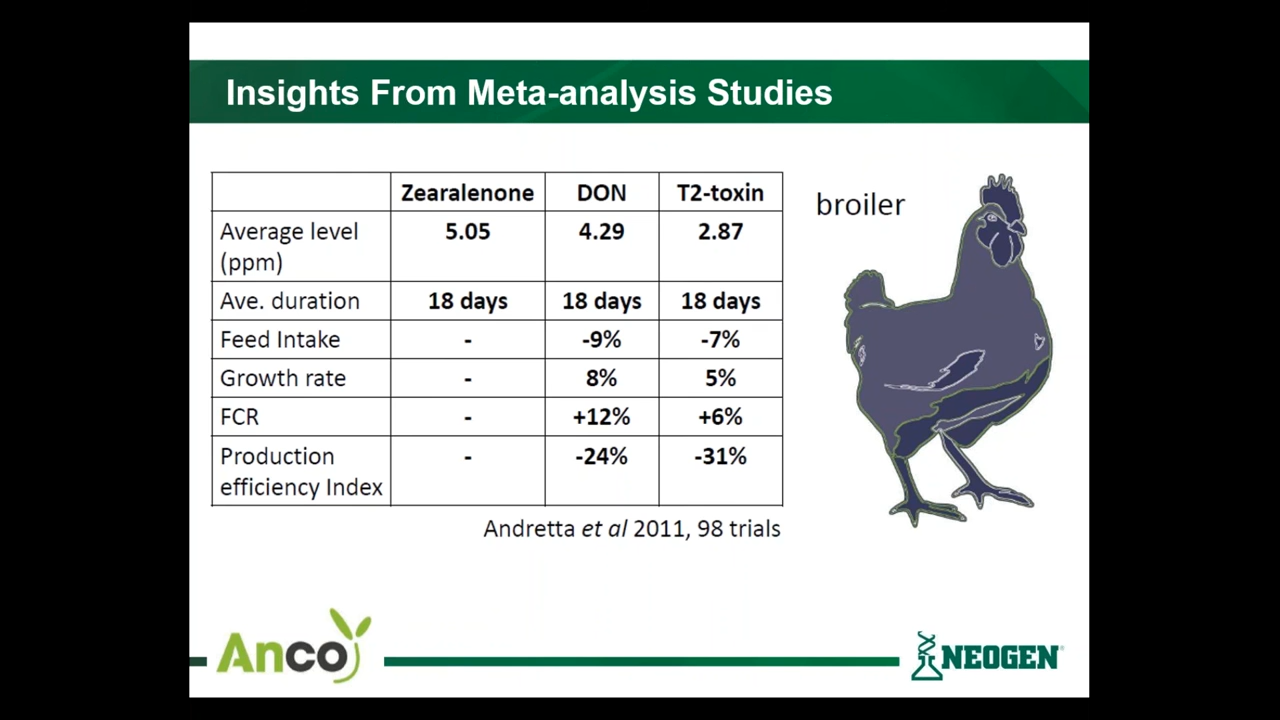 Insights From Meta-analysis Studies
Zearalenone DON T2-toxin
Average level (ppm) 5.05 4.29 2.87
Ave. duration 18 days 18 days 18 days
Feed Intake - -9% -7%
Growth rate - 8% 5%
FCR - +12% +6%
Production efficiency Index - -24% -31%
Andretta et al 2011, 98 trials
broiler
Anco
NEOGEN®